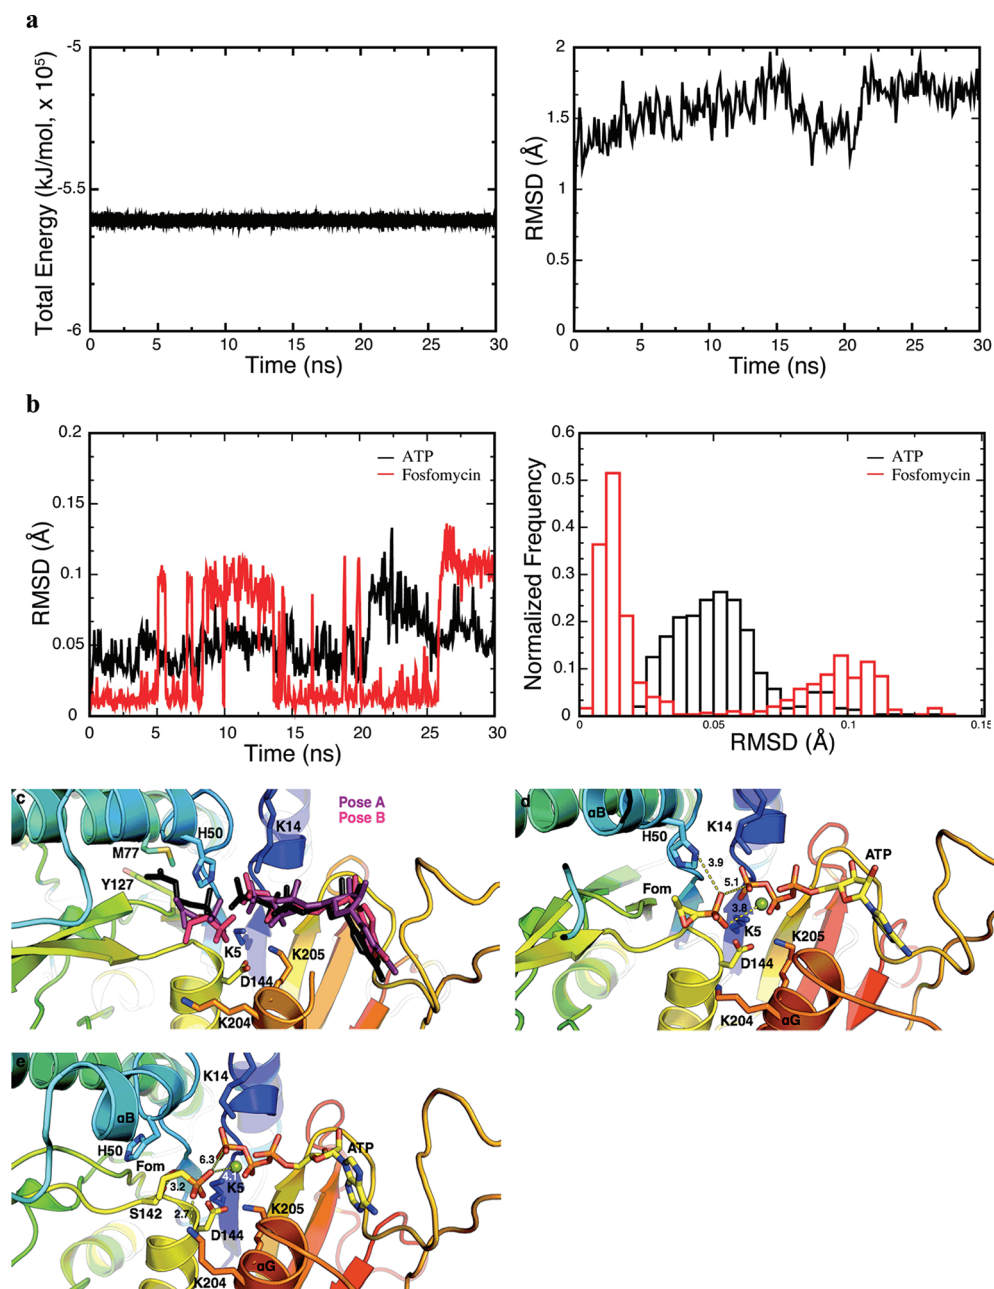 a
Total Energy (kJ/mol, x 10⁵)
-5
-5.5
-6
0 5 10 15 20 25 30
Time (ns)
RMSD (Å)
2
1.5
1
0.5
0
0 5 10 15 20 25 30
Time (ns)
b
RMSD (Å)
0.2
0.15
0.1
0.05
0
ATP
Fosfomycin
0 5 10 15 20 25 30
Time (ns)
Normalized Frequency
0.6
0.5
0.4
0.3
0.2
0.1
0
ATP
Fosfomycin
0 0.05 0.1 0.15
RMSD (Å)
c
Pose A
Pose B
K14
H50
M77
Y127
K5
K205
D144
K204
d
αB
H50
K14
ATP
3.9
5.1
Fom
3.8
K5
K205
D144
K204
αG
e
K14
αB
H50
Fom
6.3
ATP
4.1
3.2
K5
S142
2.7
K205
D144
K204
αG